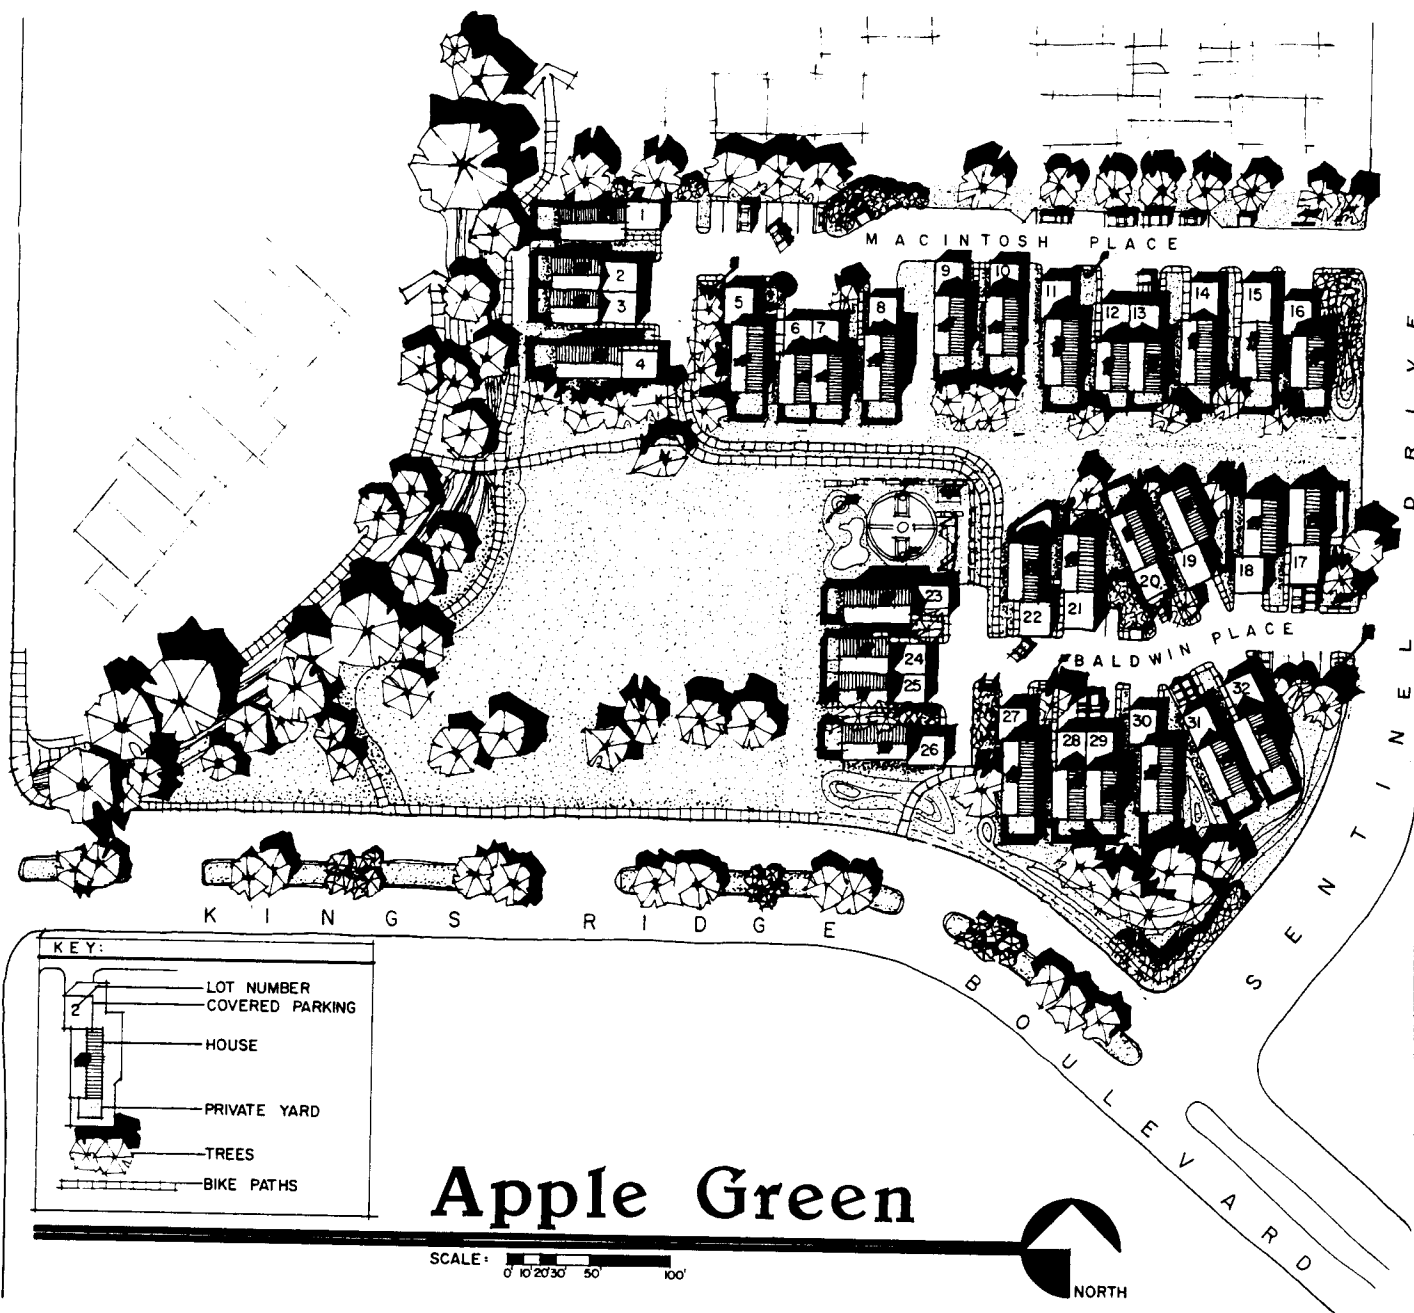 1
MACINTOSH PLACE
2
3
4
5
6
7
8
9
10
11
12
13
14
15
16
17
18
19
20
21
22
23
24
25
26
27
28
29
30
31
32
BALDWIN PLACE
SENTINEL DRIVE
KINGS RIDGE BOULEVARD
KEY:
LOT NUMBER
COVERED PARKING
2
HOUSE
PRIVATE YARD
TREES
BIKE PATHS
Apple Green
SCALE:
0' 10' 20' 30' 50' 100'
NORTH